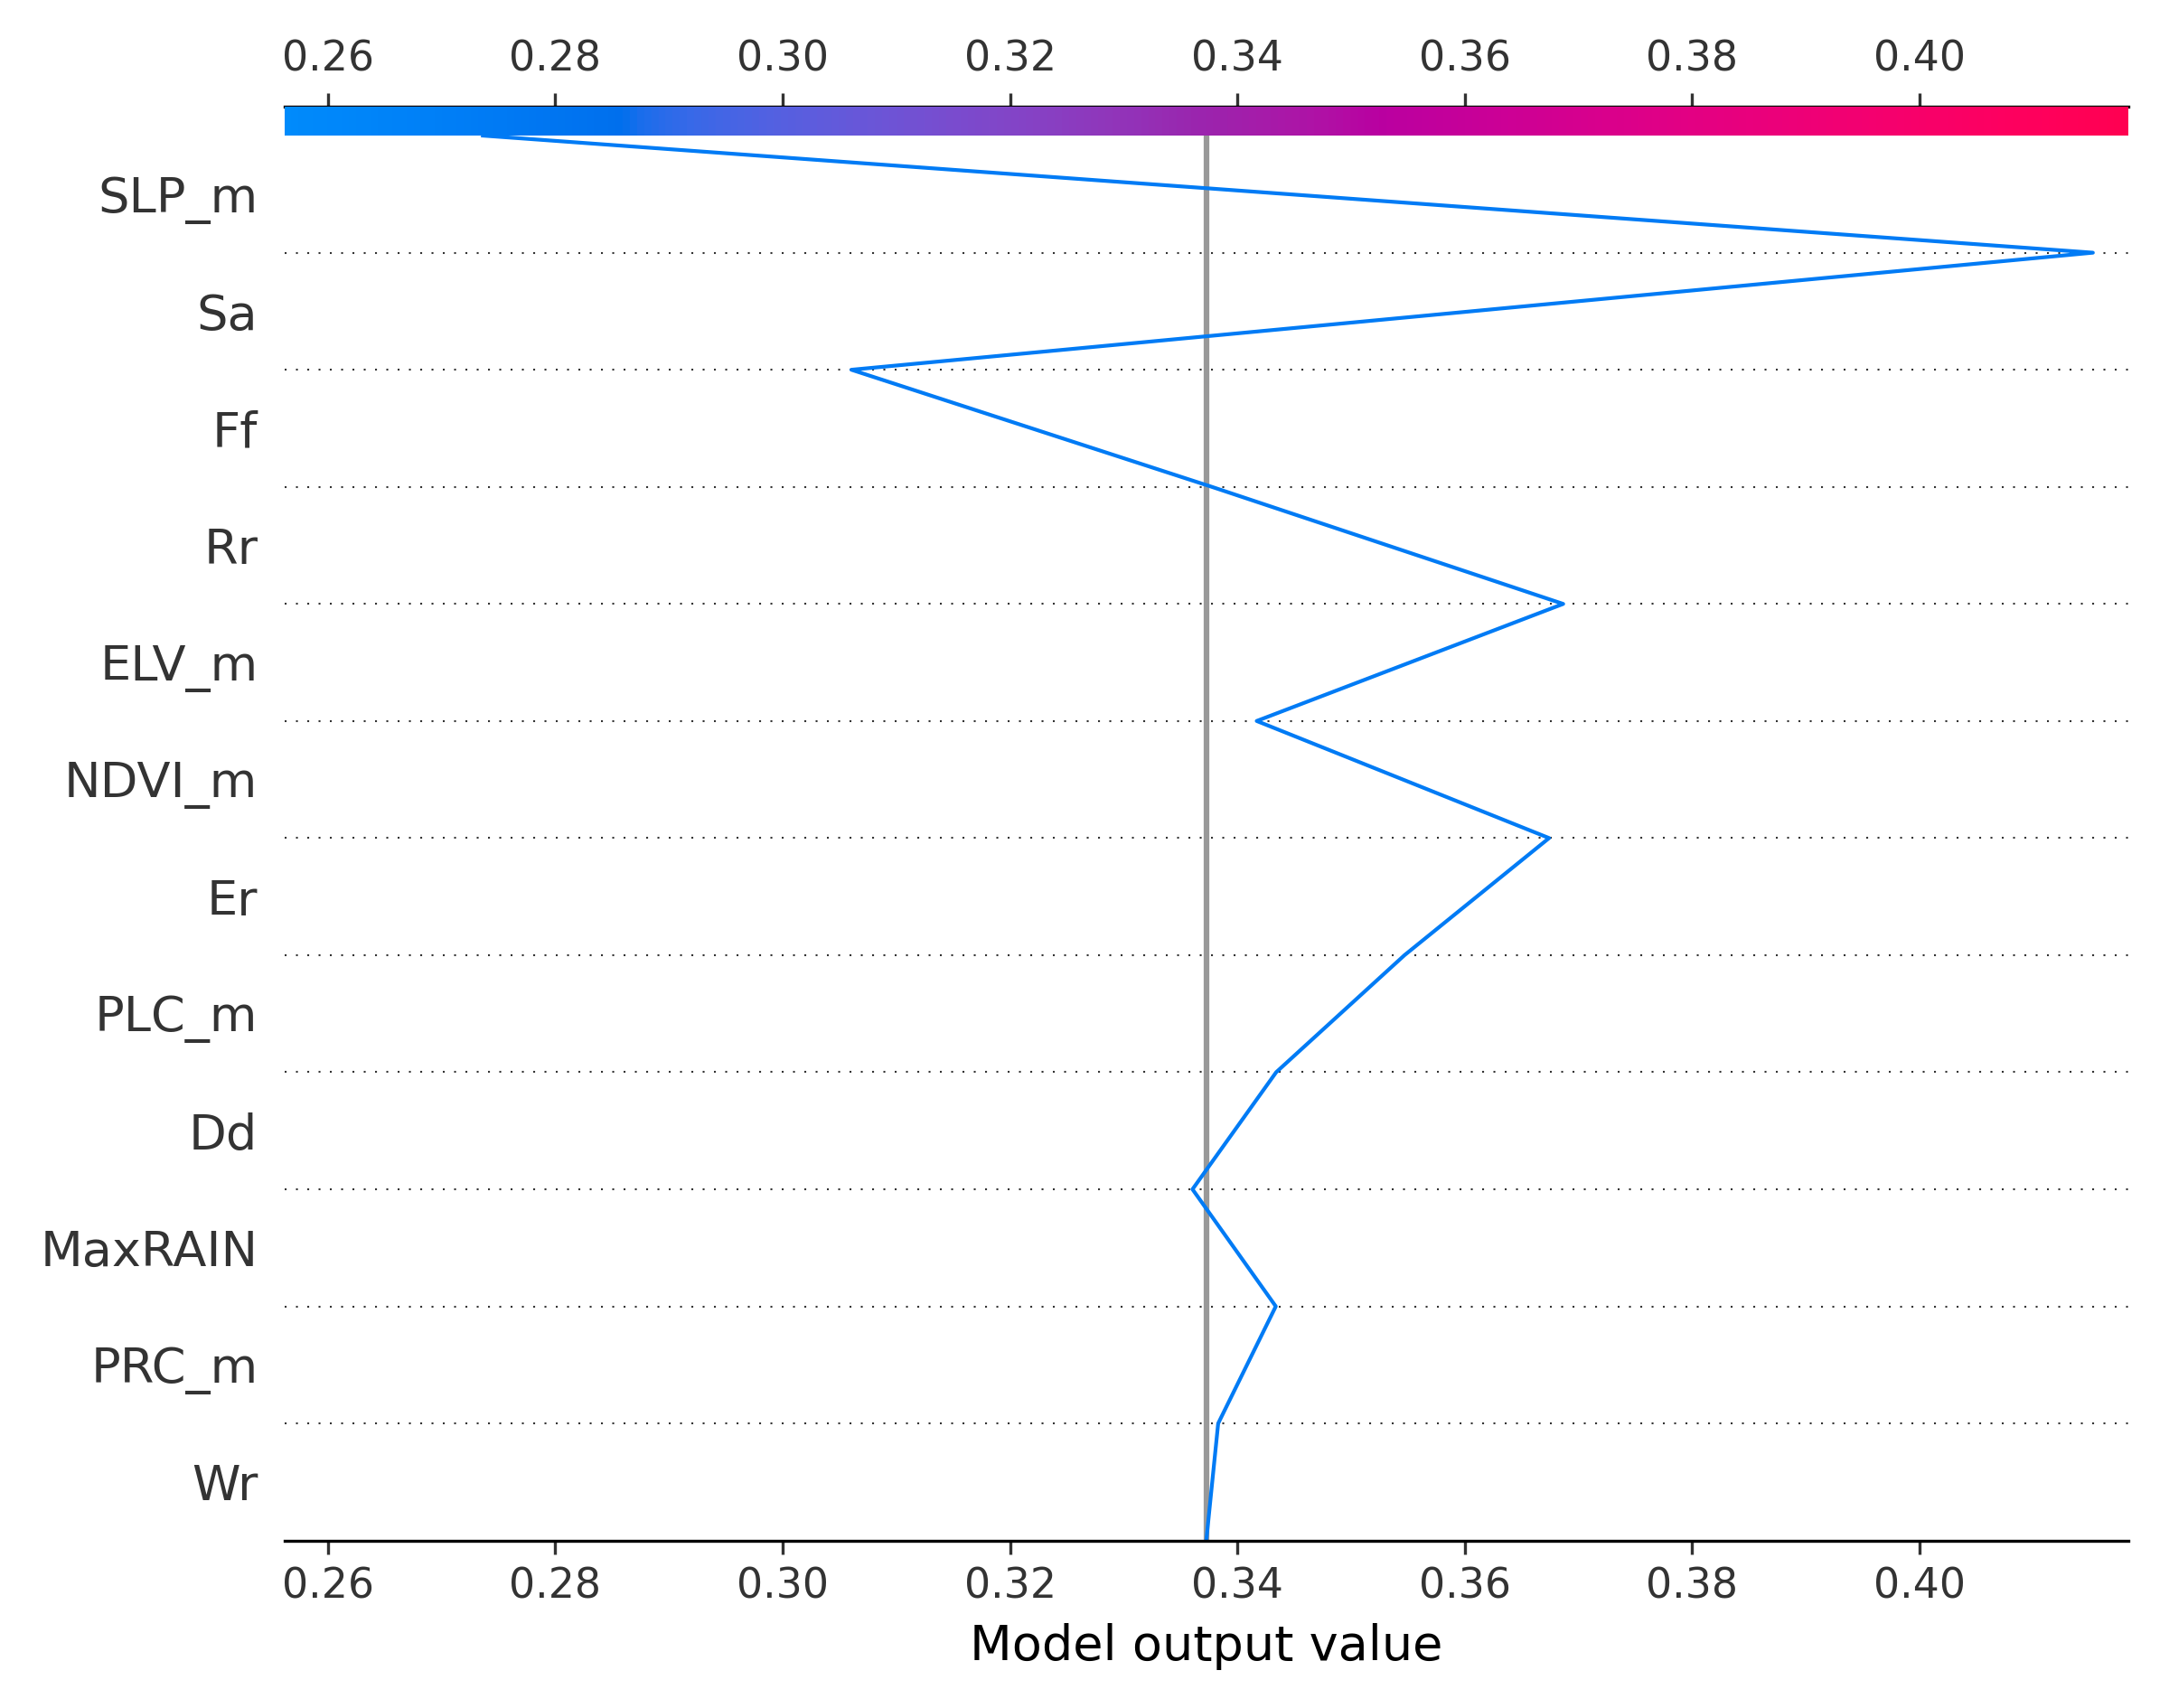 0.26 0.28 0.30 0.32 0.34 0.36 0.38 0.40
SLP_m
Sa
Ff
Rr
ELV_m
NDVI_m
Er
PLC_m
Dd
MaxRAIN
PRC_m
Wr
0.26 0.28 0.30 0.32 0.34 0.36 0.38 0.40
Model output value